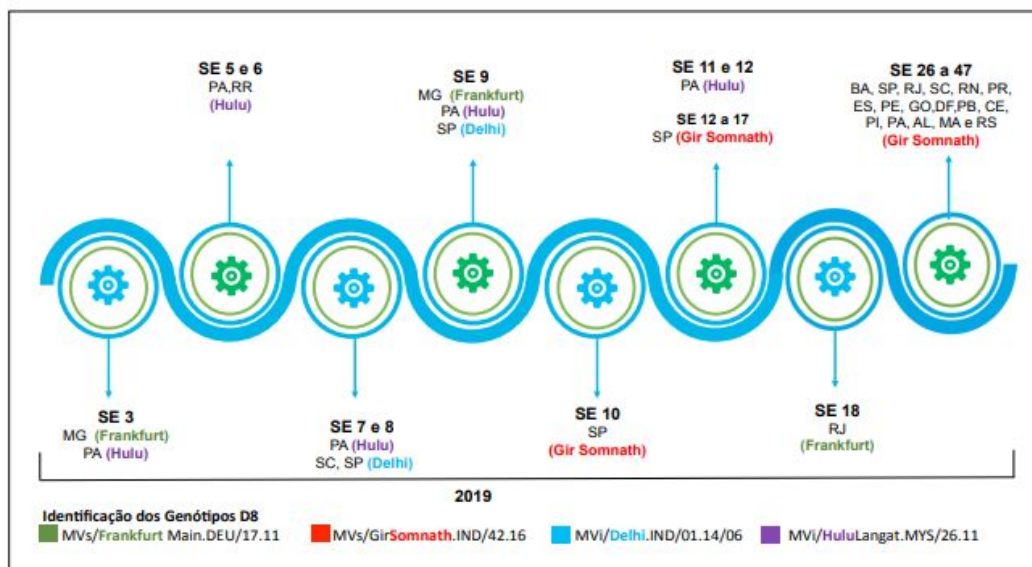 SE 5 e 6
PA,RR
(Hulu)
SE 9
MG (Frankfurt)
PA (Hulu)
SP (Delhi)
SE 11 e 12
PA (Hulu)
SE 12 a 17
SP (Gir Somnath)
SE 26 a 47
BA, SP, RJ, SC, RN, PR,
ES, PE, GO,DF,PB, CE,
PI, PA, AL, MA e RS
(Gir Somnath)
SE 3
MG (Frankfurt)
PA (Hulu)
SE 7 e 8
PA (Hulu)
SC, SP (Delhi)
SE 10
SP
(Gir Somnath)
SE 18
RJ
(Frankfurt)
2019
Identificação dos Genótipos D8
MVs/Frankfurt Main.DEU/17.11 MVs/GirSomnath.IND/42.16 MVi/Delhi.IND/01.14/06 MVi/HuluLangat.MYS/26.11